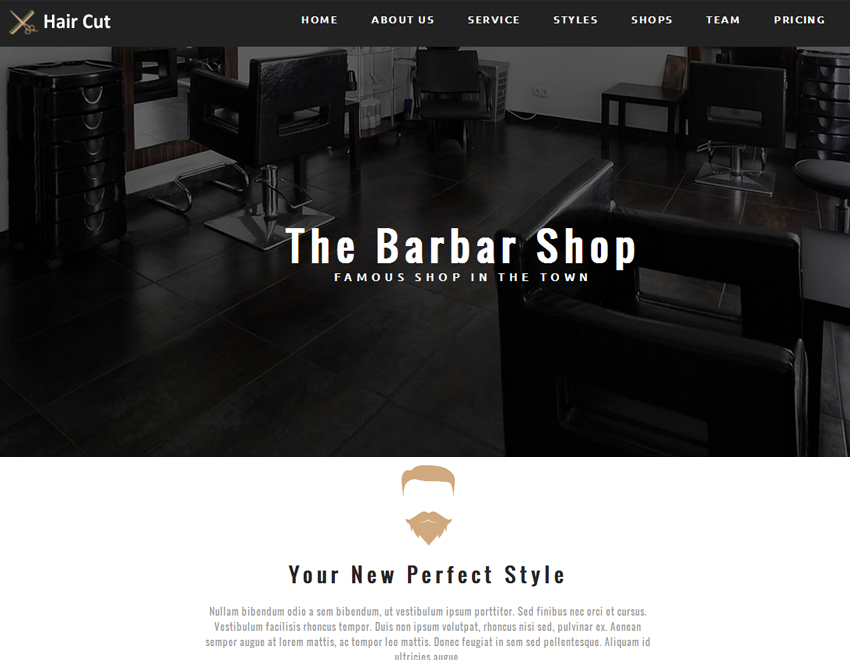 Hair Cut
HOME ABOUT US SERVICE STYLES SHOPS TEAM PRICING
The Barbar Shop
FAMOUS SHOP IN THE TOWN
Your New Perfect Style
Nullam bibendum odio a sem bibendum, ut vestibulum ipsum porttitor. Sed finibus nec orci et cursus.
Vestibulum facilisis rhoncus tempor. Duis non ipsum volutpat, rhoncus nisi sed, pulvinar ex. Aenean
semper augue at lorem mattis, ac tempor leo mattis. Donec feugiat in sem sed pellentesque. Aliquam id
ultricies augue.